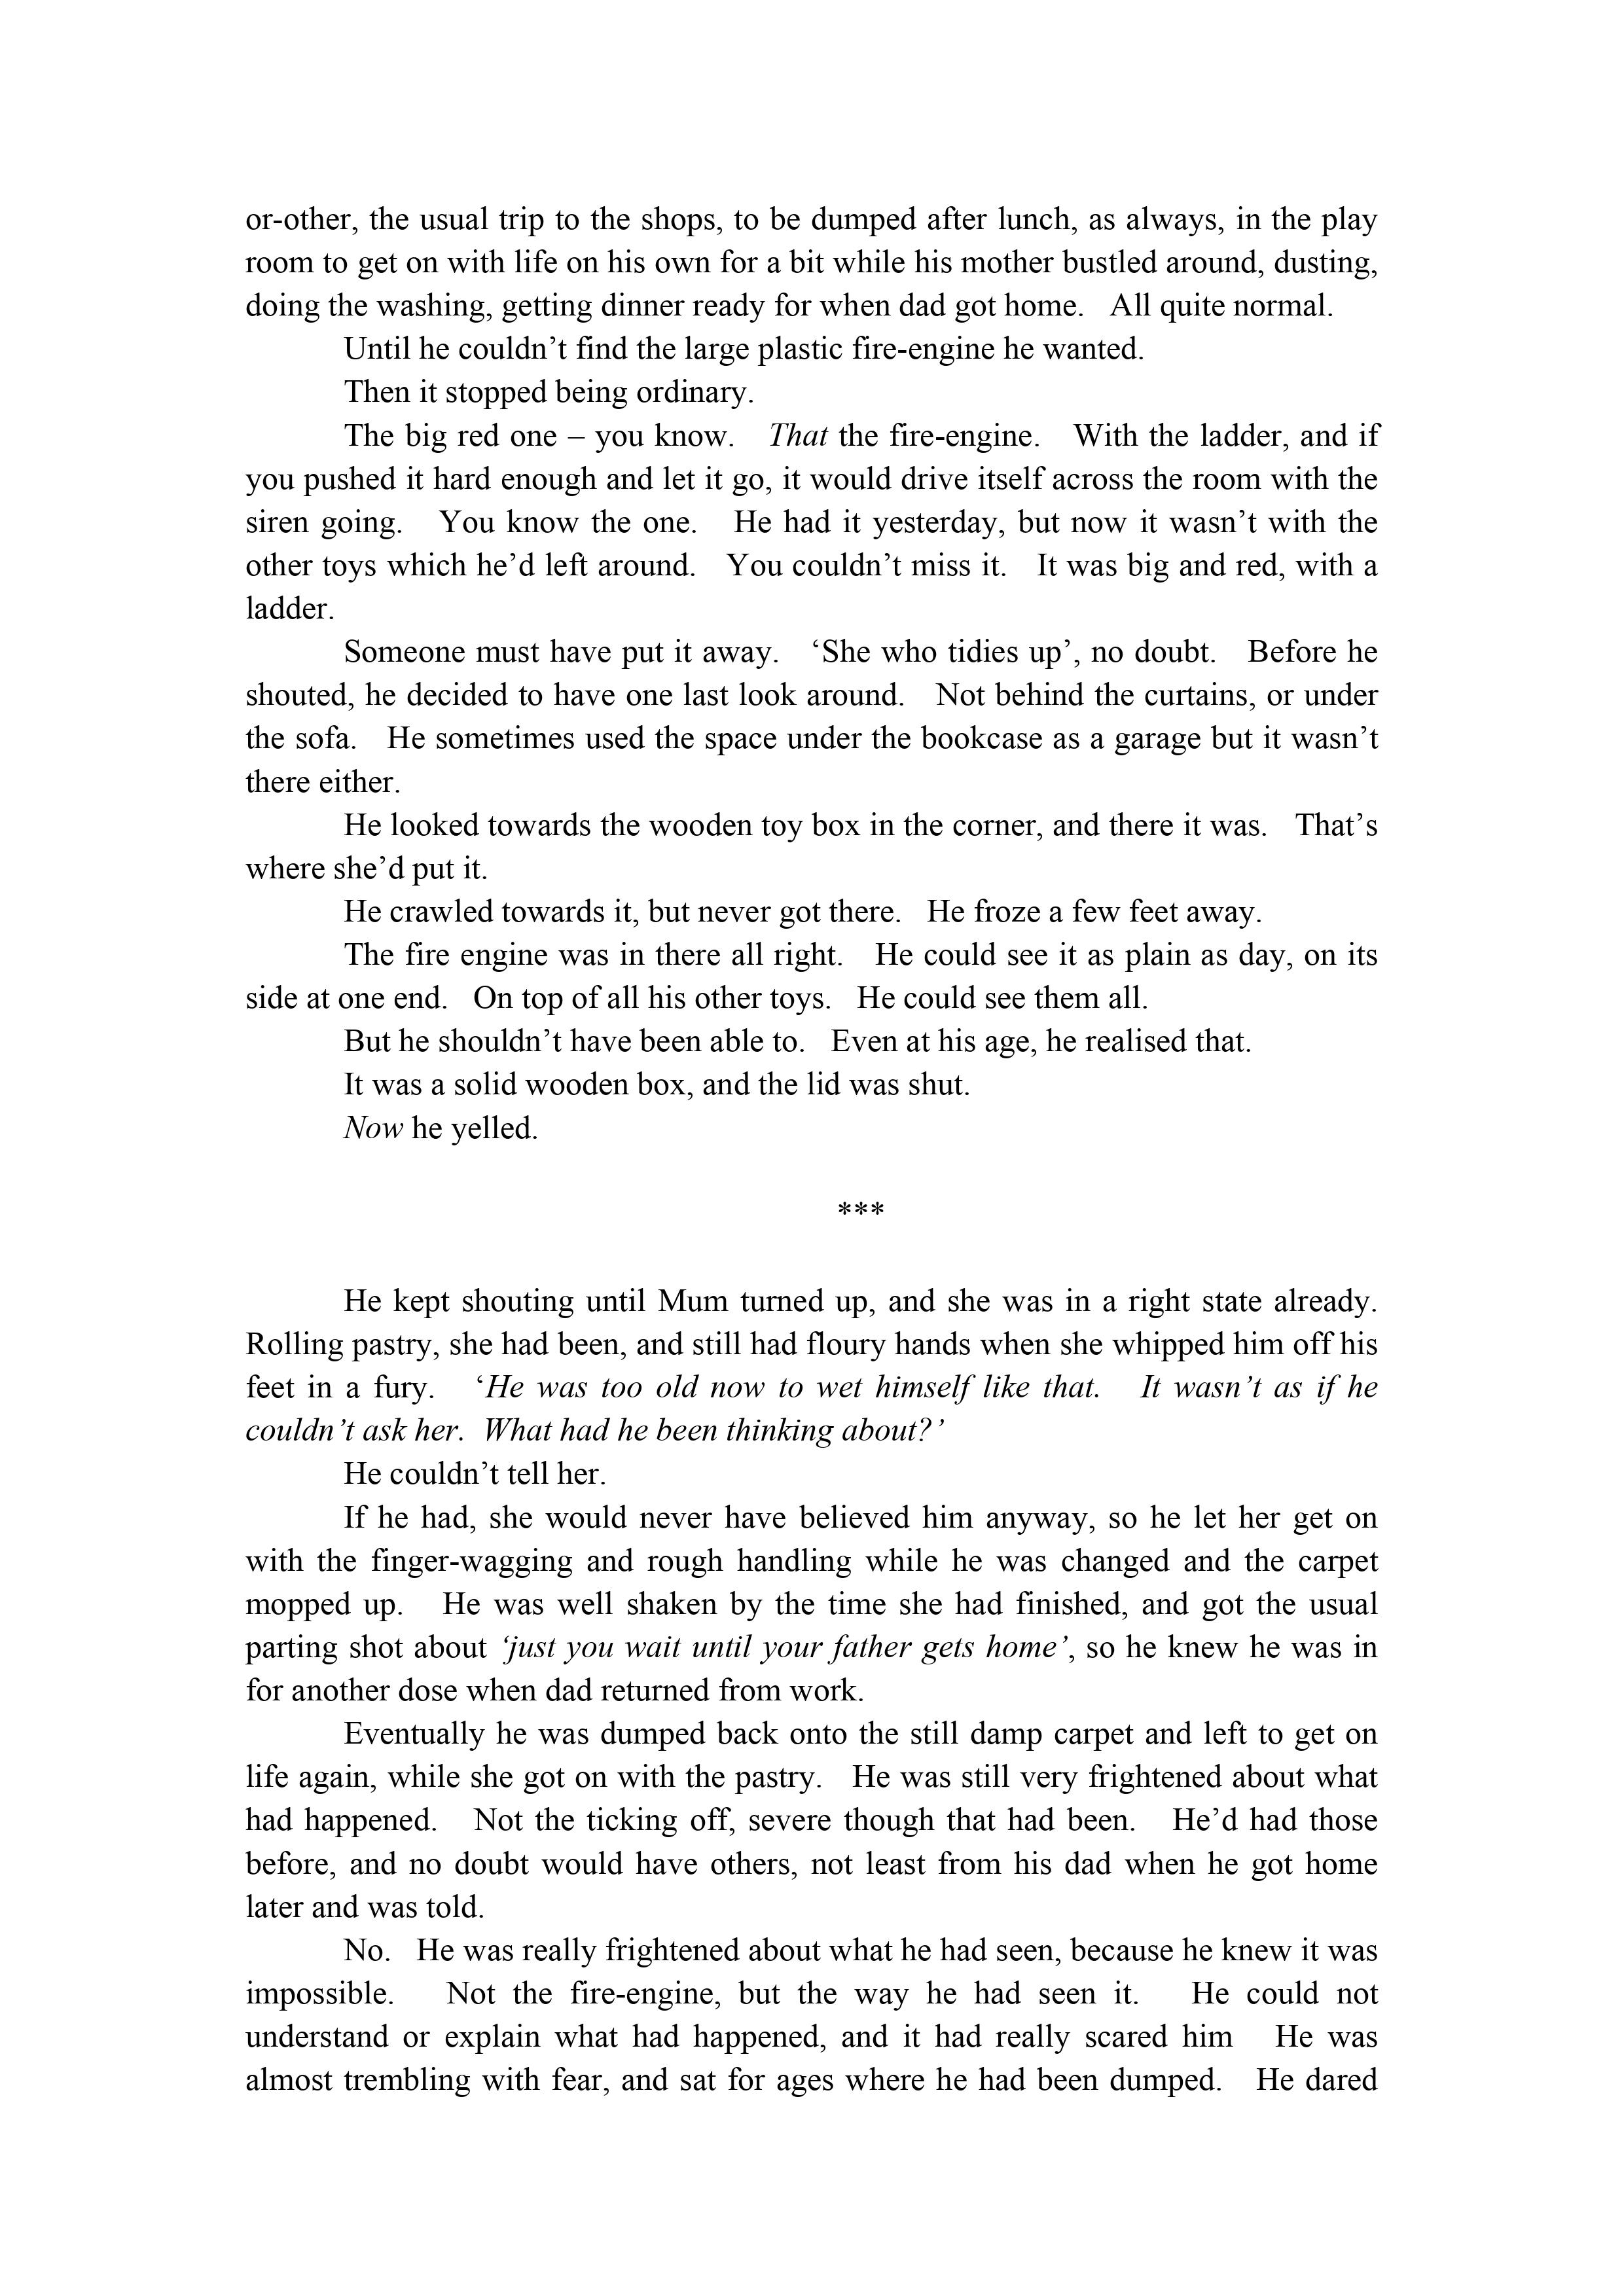 or-other, the usual trip to the shops, to be dumped after lunch, as always, in the play
room to get on with life on his own for a bit while his mother bustled around, dusting,
doing the washing, getting dinner ready for when dad got home. All quite normal.
Until he couldn’t find the large plastic fire-engine he wanted.
Then it stopped being ordinary.
The big red one – you know. That the fire-engine. With the ladder, and if
you pushed it hard enough and let it go, it would drive itself across the room with the
siren going. You know the one. He had it yesterday, but now it wasn’t with the
other toys which he’d left around. You couldn’t miss it. It was big and red, with a
ladder.
Someone must have put it away. ‘She who tidies up’, no doubt. Before he
shouted, he decided to have one last look around. Not behind the curtains, or under
the sofa. He sometimes used the space under the bookcase as a garage but it wasn’t
there either.
He looked towards the wooden toy box in the corner, and there it was. That’s
where she’d put it.
He crawled towards it, but never got there. He froze a few feet away.
The fire engine was in there all right. He could see it as plain as day, on its
side at one end. On top of all his other toys. He could see them all.
But he shouldn’t have been able to. Even at his age, he realised that.
It was a solid wooden box, and the lid was shut.
Now he yelled.
***
He kept shouting until Mum turned up, and she was in a right state already.
Rolling pastry, she had been, and still had floury hands when she whipped him off his
feet in a fury. ‘He was too old now to wet himself like that. It wasn’t as if he
couldn’t ask her. What had he been thinking about?’
He couldn’t tell her.
If he had, she would never have believed him anyway, so he let her get on
with the finger-wagging and rough handling while he was changed and the carpet
mopped up. He was well shaken by the time she had finished, and got the usual
parting shot about ‘just you wait until your father gets home’, so he knew he was in
for another dose when dad returned from work.
Eventually he was dumped back onto the still damp carpet and left to get on
life again, while she got on with the pastry. He was still very frightened about what
had happened. Not the ticking off, severe though that had been. He’d had those
before, and no doubt would have others, not least from his dad when he got home
later and was told.
No. He was really frightened about what he had seen, because he knew it was
impossible. Not the fire-engine, but the way he had seen it. He could not
understand or explain what had happened, and it had really scared him He was
almost trembling with fear, and sat for ages where he had been dumped. He dared